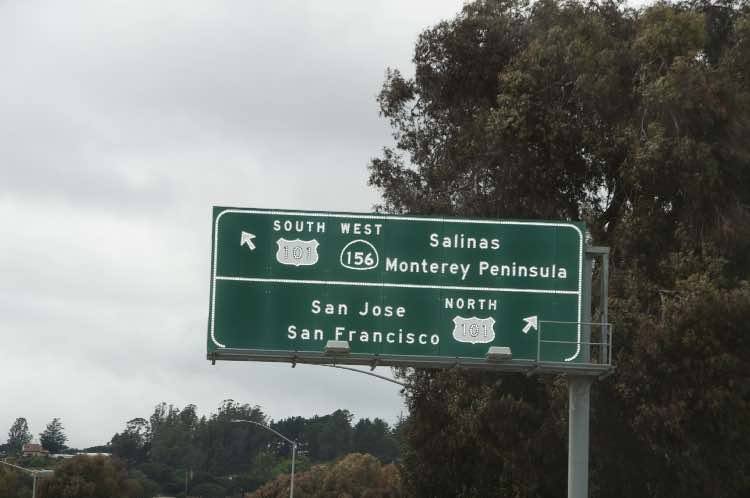 SOUTH WEST
101 156
Salinas
Monterey Peninsula
San Jose
San Francisco
NORTH
101